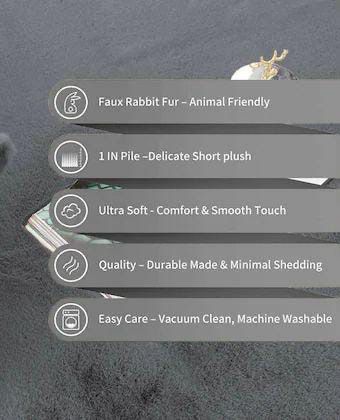 Faux Rabbit Fur – Animal Friendly
1 IN Pile –Delicate Short plush
Ultra Soft - Comfort & Smooth Touch
Quality – Durable Made & Minimal Shedding
Easy Care – Vacuum Clean, Machine Washable